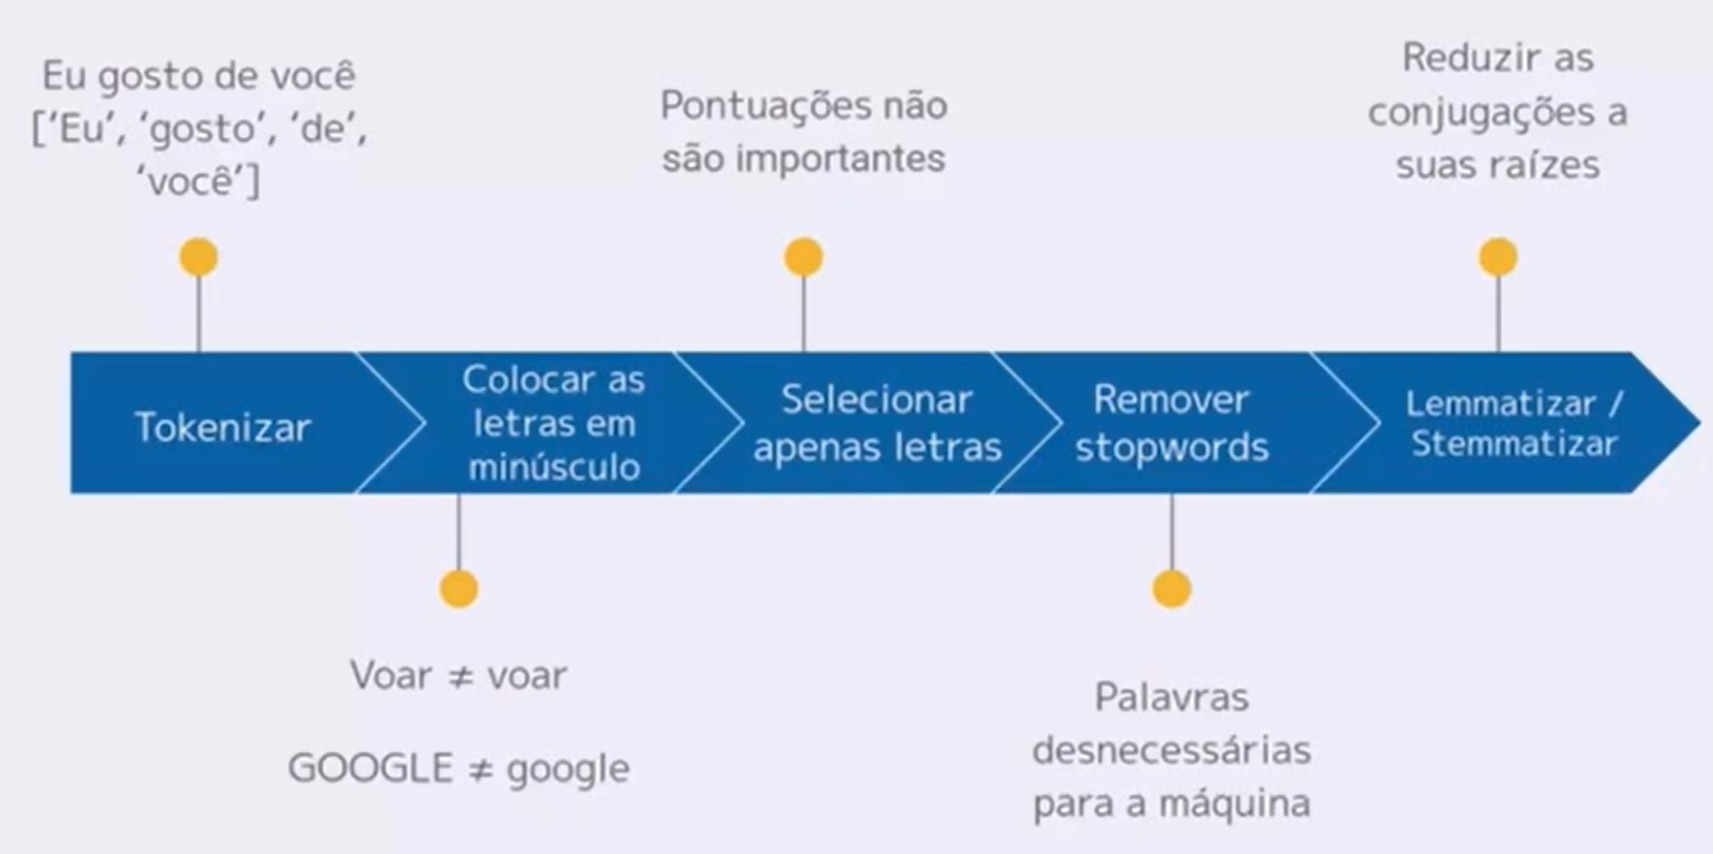 Eu gosto de você
[‘Eu’, ‘gosto’, ‘de’,
‘você’]
Pontuações não
são importantes
Reduzir as
conjugações a
suas raízes
Tokenizar
Colocar as
letras em
minúsculo
Selecionar
apenas letras
Remover
stopwords
Lemmatizar /
Stemmatizar
Voar ≠ voar
GOOGLE ≠ google
Palavras
desnecessárias
para a máquina